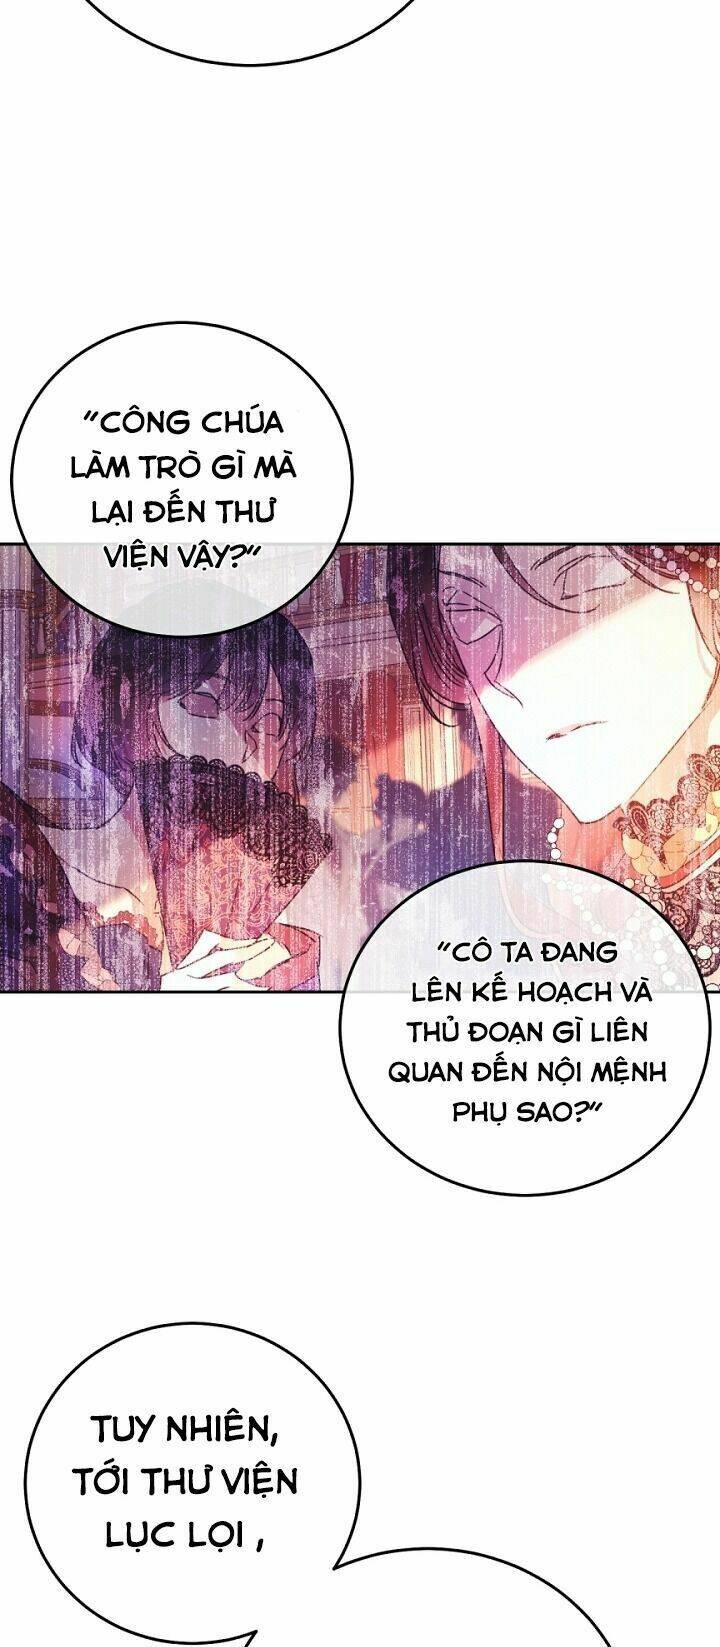 “CÔNG CHÚA
LÀM TRÒ GÌ MÀ
LẠI ĐẾN THƯ
VIỆN VẬY?“
“CÔ TA ĐANG
LÊN KẾ HOẠCH VÀ
THỦ ĐOẠN GÌ LIÊN
QUAN ĐẾN NỘI MỆNH
PHỤ SAO?“
TUY NHIÊN,
TỚI THƯ VIỆN
LỤC LỌI ,